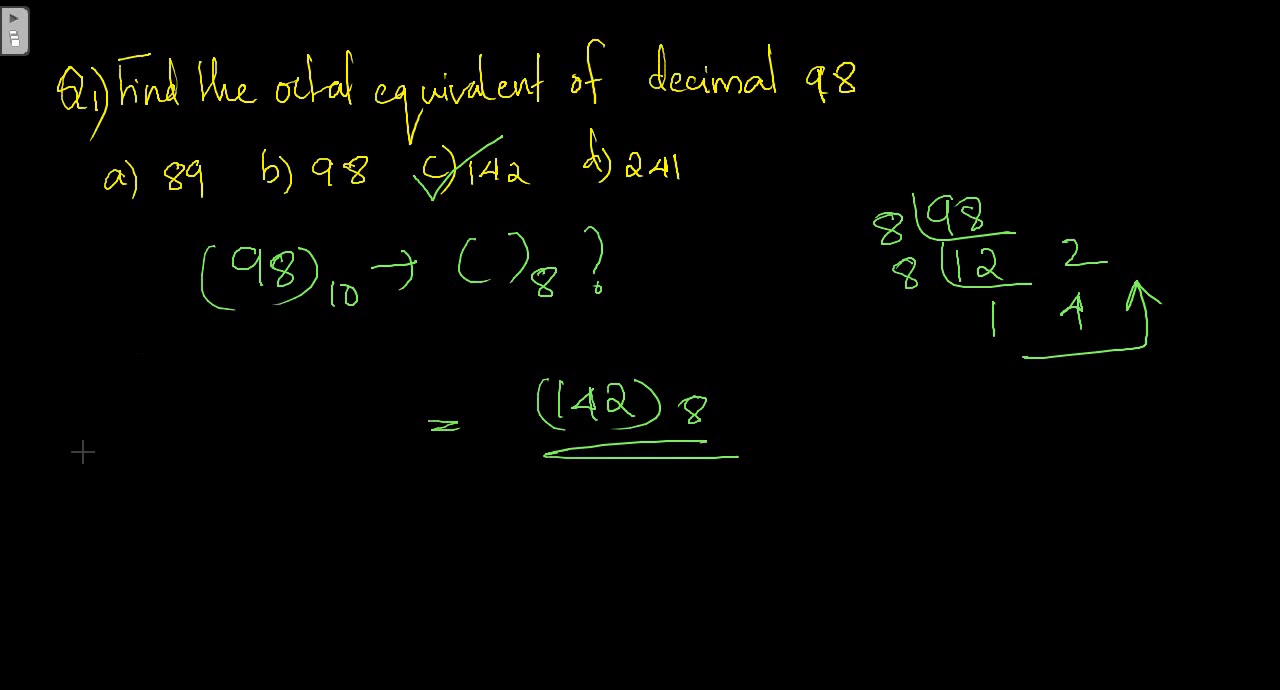 Q1) Find the octal equivalent of decimal 98
a) 89 b) 98 c) 142 d) 241
(98)10 → ( )8 ?
8 98
8 12 2
1 4
= (142)8